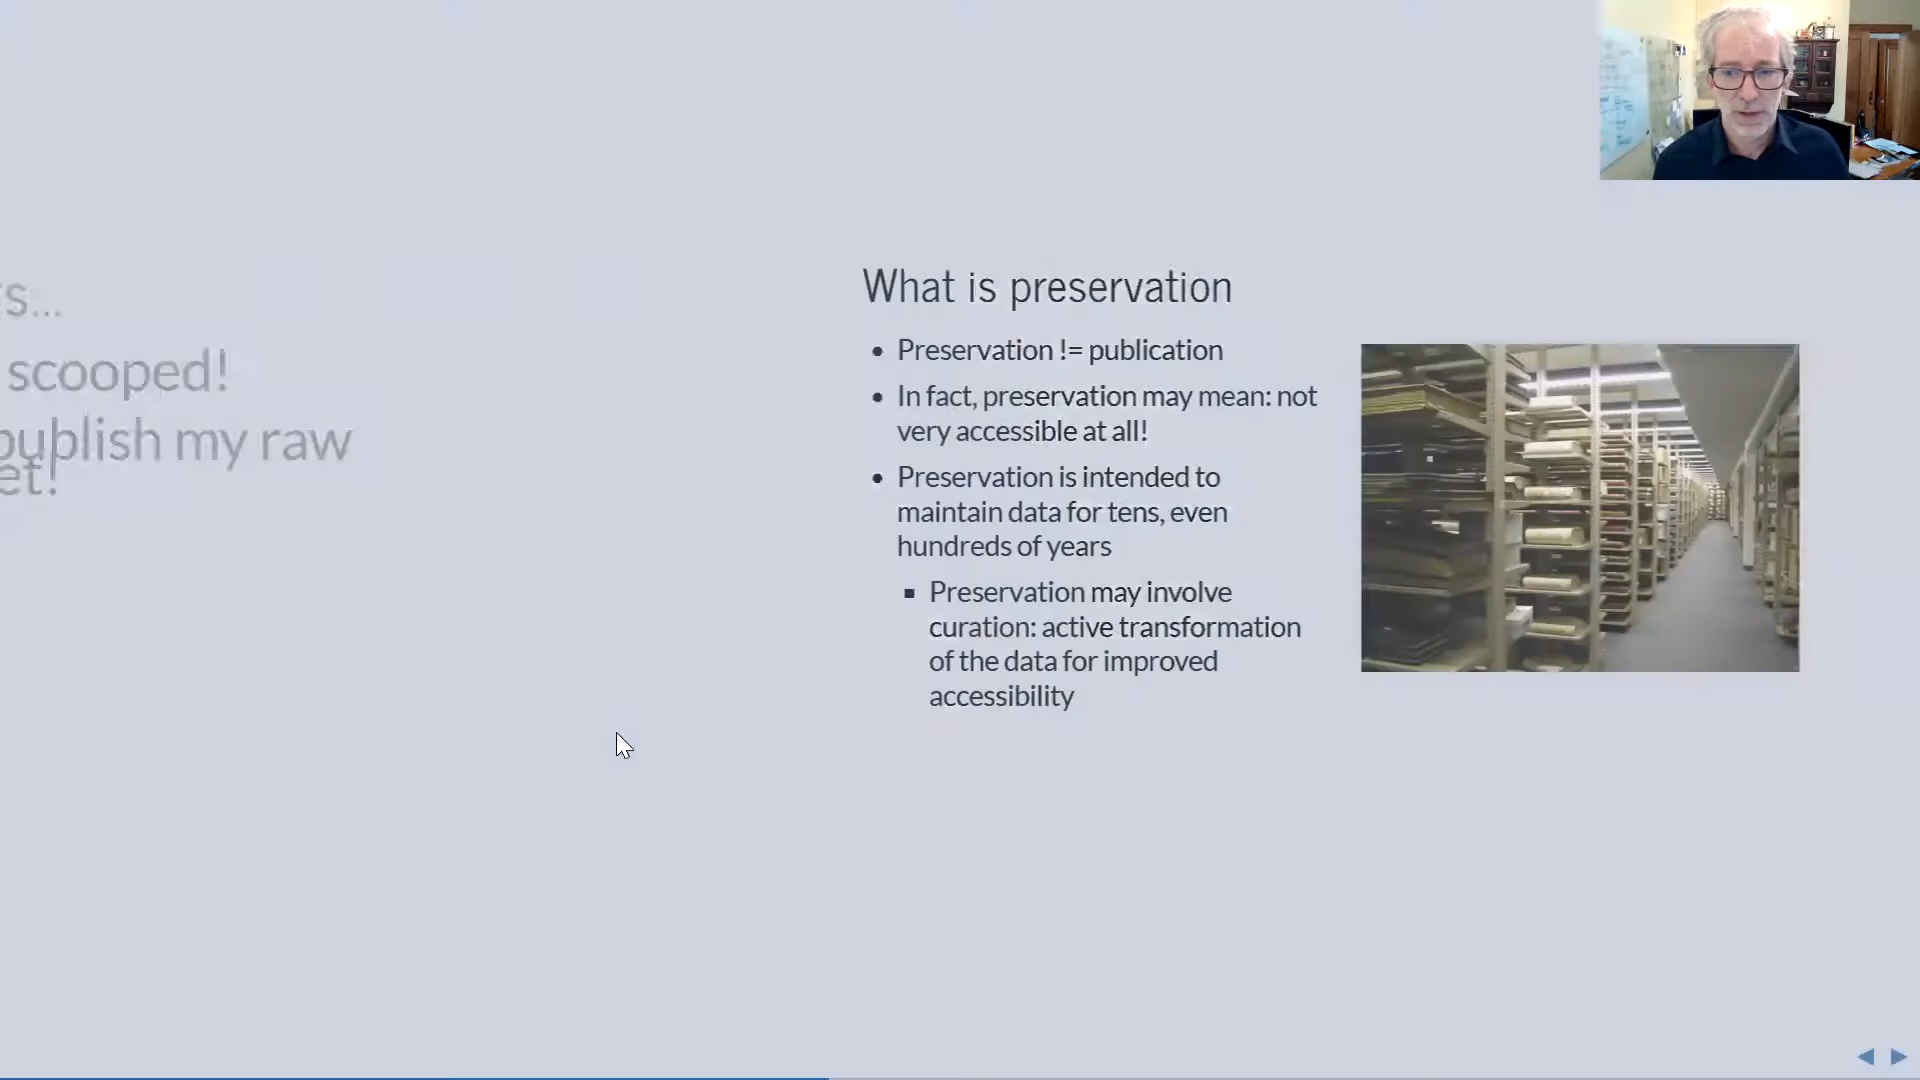 s...
scooped!
publish my raw
et!
What is preservation
Preservation != publication
In fact, preservation may mean: not
very accessible at all!
Preservation is intended to
maintain data for tens, even
hundreds of years
Preservation may involve
curation: active transformation
of the data for improved
accessibility